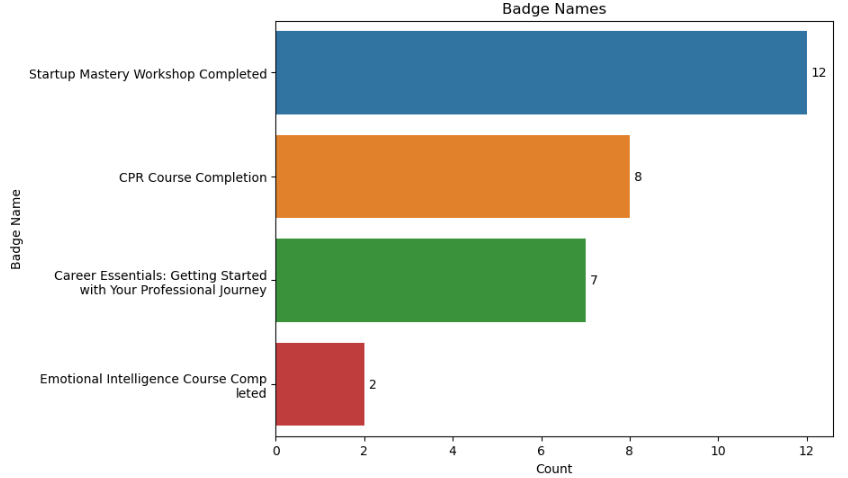 Badge Names
Startup Mastery Workshop Completed
12
CPR Course Completion
8
Career Essentials: Getting Started
with Your Professional Journey
7
Emotional Intelligence Course Comp
leted
2
Badge Name
0 2 4 6 8 10 12
Count